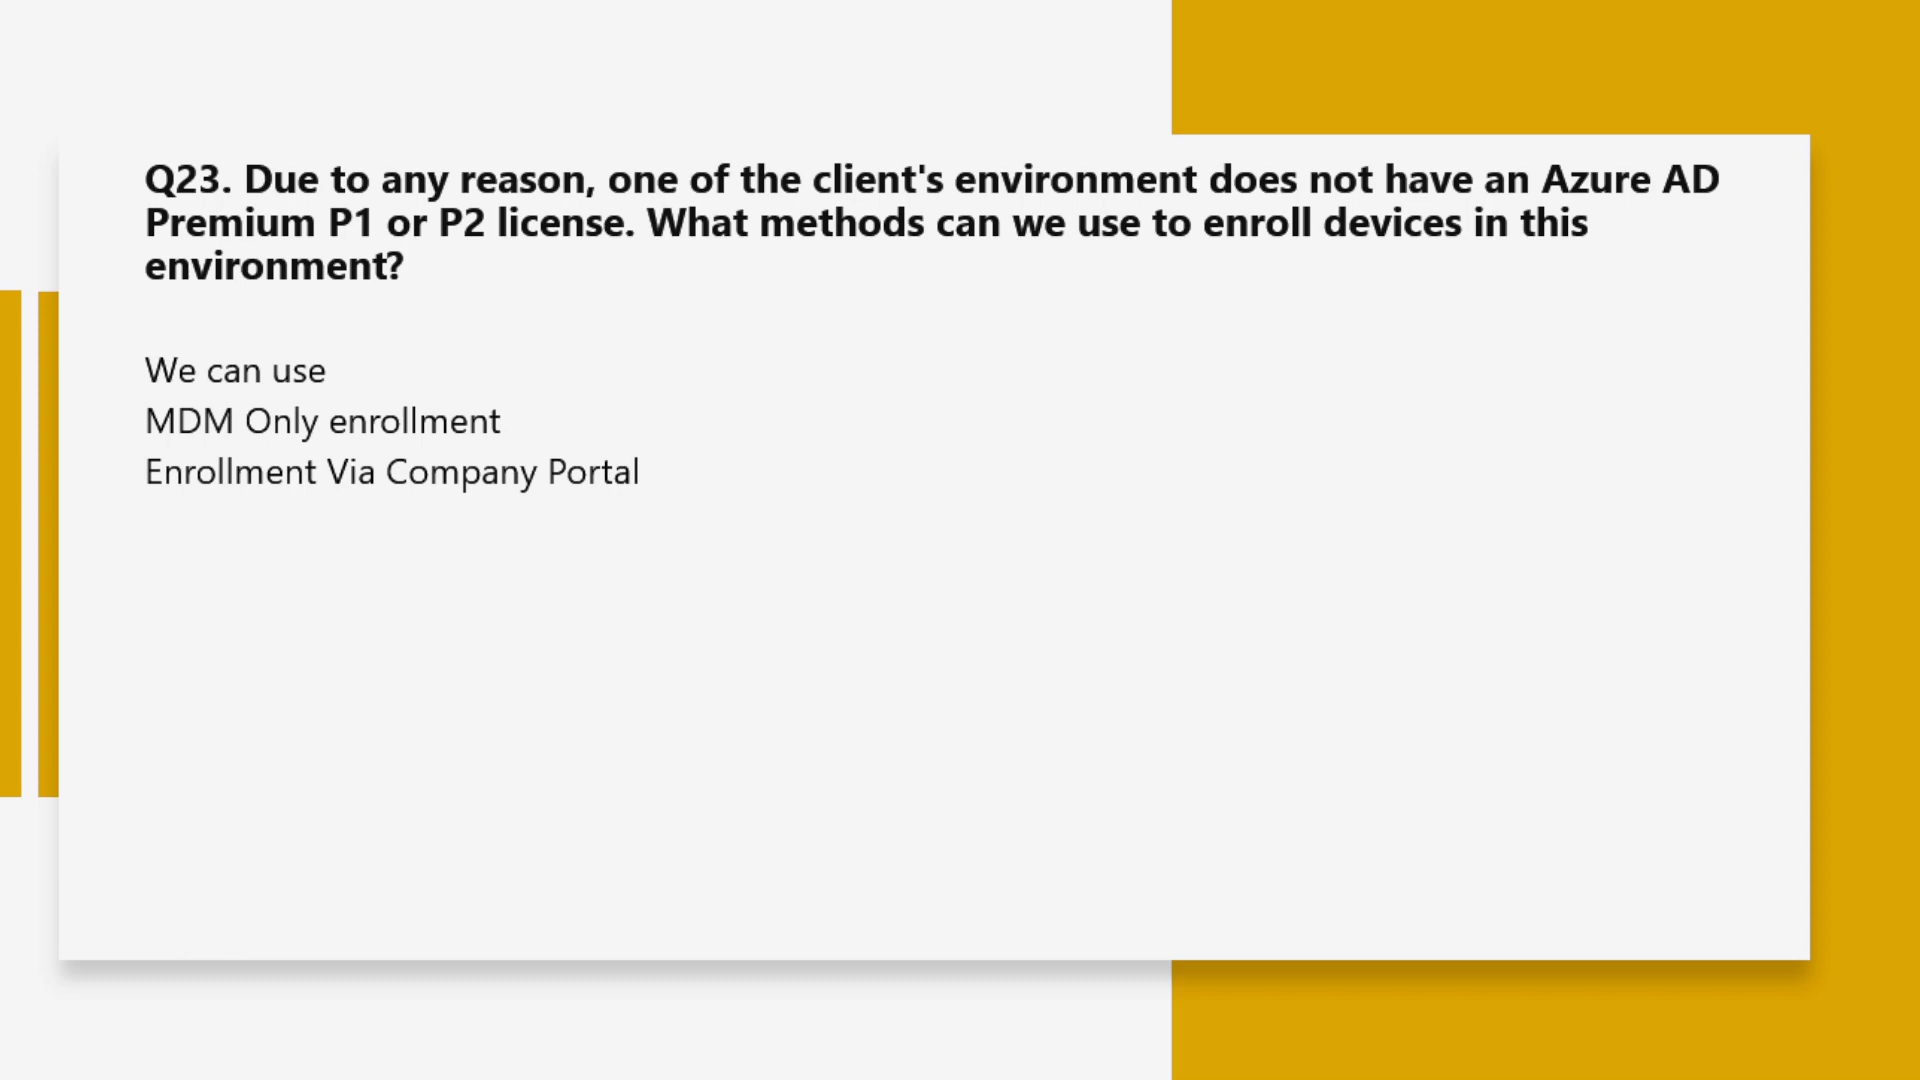 Q23. Due to any reason, one of the client's environment does not have an Azure AD
Premium P1 or P2 license. What methods can we use to enroll devices in this
environment?
We can use
MDM Only enrollment
Enrollment Via Company Portal